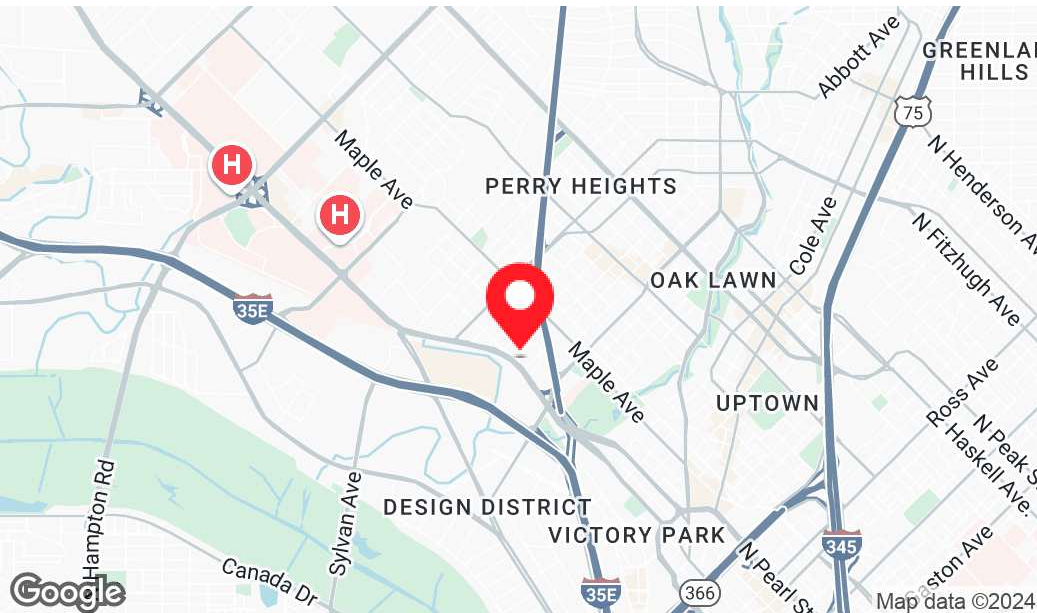 Abbott Ave
GREENLAN
HILLS
75
N Henderson Av
Maple Ave
H
H
PERRY HEIGHTS
Cole Ave
N Fitzhugh Ave
OAK LAWN
35E
Maple Ave
UPTOWN
Ross Ave
N Peak S
Haskell Ave.
N Hampton Rd
Sylvan Ave
DESIGN DISTRICT
VICTORY PARK
345
Gaston Ave
Canada Dr
N Pearl St
35E
366
Google
Map data ©2024